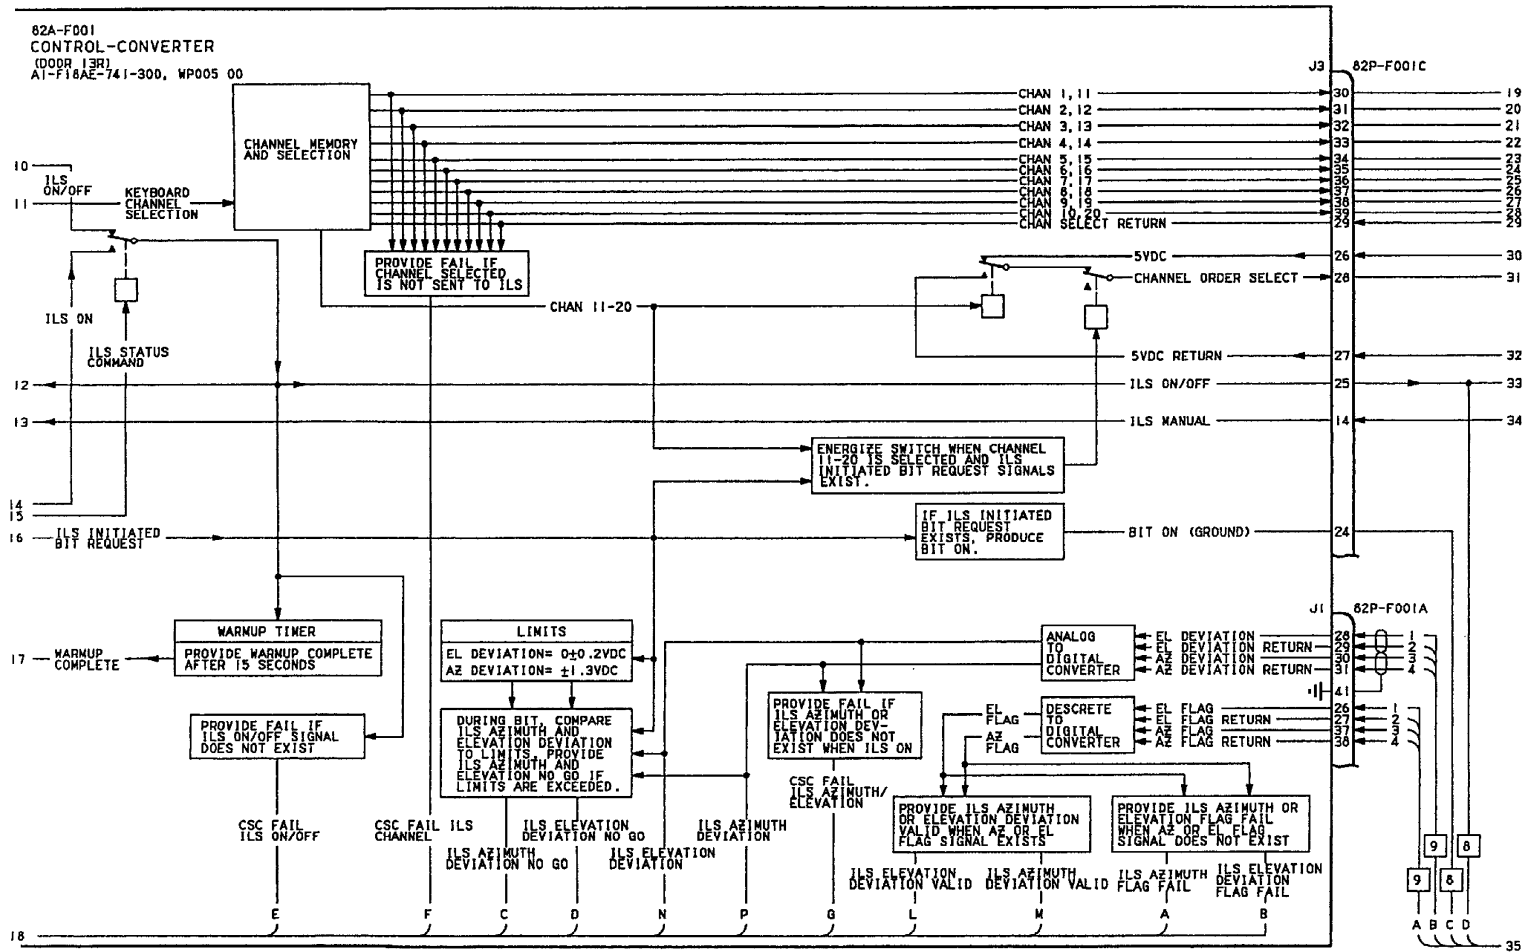 82A-F001
CONTROL-CONVERTER
(DOOR 13R)
A1-F18AE-741-300, WP005 00
J3
82P-F001C
CHANNEL MEMORY
AND SELECTION
CHAN 1,11
30
19
CHAN 2,12
31
20
CHAN 3,13
32
21
CHAN 4,14
33
22
CHAN 5,15
34
23
CHAN 6,16
35
24
CHAN 7,17
36
25
CHAN 8,18
37
26
CHAN 9,19
38
27
CHAN 10,20
39
28
CHAN SELECT RETURN
29
29
10
ILS
ON/OFF
11
KEYBOARD
CHANNEL
SELECTION
PROVIDE FAIL IF
CHANNEL SELECTED
IS NOT SENT TO ILS
5VDC
26
30
CHANNEL ORDER SELECT
28
31
CHAN 11-20
ILS ON
ILS STATUS
COMMAND
5VDC RETURN
27
32
12
ILS ON/OFF
25
33
13
ILS MANUAL
14
34
ENERGIZE SWITCH WHEN CHANNEL
11-20 IS SELECTED AND ILS
INITIATED BIT REQUEST SIGNALS
EXIST.
14
15
16
ILS INITIATED
BIT REQUEST
IF ILS INITIATED
BIT REQUEST
EXISTS, PRODUCE
BIT ON.
BIT ON (GROUND)
24
J1
82P-F001A
WARMUP TIMER
PROVIDE WARMUP COMPLETE
AFTER 15 SECONDS
17
WARMUP
COMPLETE
LIMITS
EL DEVIATION= 0±0.2VDC
AZ DEVIATION= ±1.3VDC
ANALOG
TO
DIGITAL
CONVERTER
EL DEVIATION
28
1
EL DEVIATION RETURN
29
2
AZ DEVIATION
30
3
AZ DEVIATION RETURN
31
4
41
PROVIDE FAIL IF
ILS ON/OFF SIGNAL
DOES NOT EXIST
DURING BIT, COMPARE
ILS AZIMUTH AND
ELEVATION DEVIATION
TO LIMITS. PROVIDE
ILS AZIMUTH AND
ELEVATION NO GO IF
LIMITS ARE EXCEEDED.
PROVIDE FAIL IF
ILS AZIMUTH OR
ELEVATION DEV-
IATION DOES NOT
EXIST WHEN ILS ON
EL
FLAG
AZ
FLAG
DESCRETE
TO
DIGITAL
CONVERTER
EL FLAG
26
1
EL FLAG RETURN
27
2
AZ FLAG
37
3
AZ FLAG RETURN
38
4
CSC FAIL
ILS AZIMUTH/
ELEVATION
PROVIDE ILS AZIMUTH
OR ELEVATION DEVIATION
VALID WHEN AZ OR EL
FLAG SIGNAL EXISTS
PROVIDE ILS AZIMUTH OR
ELEVATION FLAG FAIL
WHEN AZ OR EL FLAG
SIGNAL DOES NOT EXIST
CSC FAIL
ILS ON/OFF
CSC FAIL ILS
CHANNEL
ILS AZIMUTH
DEVIATION NO GO
ILS ELEVATION
DEVIATION NO GO
ILS ELEVATION
DEVIATION
ILS AZIMUTH
DEVIATION
ILS ELEVATION
DEVIATION VALID
ILS AZIMUTH
DEVIATION VALID
ILS AZIMUTH
FLAG FAIL
ILS ELEVATION
DEVIATION
FLAG FAIL
9
8
9
8
E
F
C
D
N
P
G
L
M
A
B
A
B
C
D
18
35